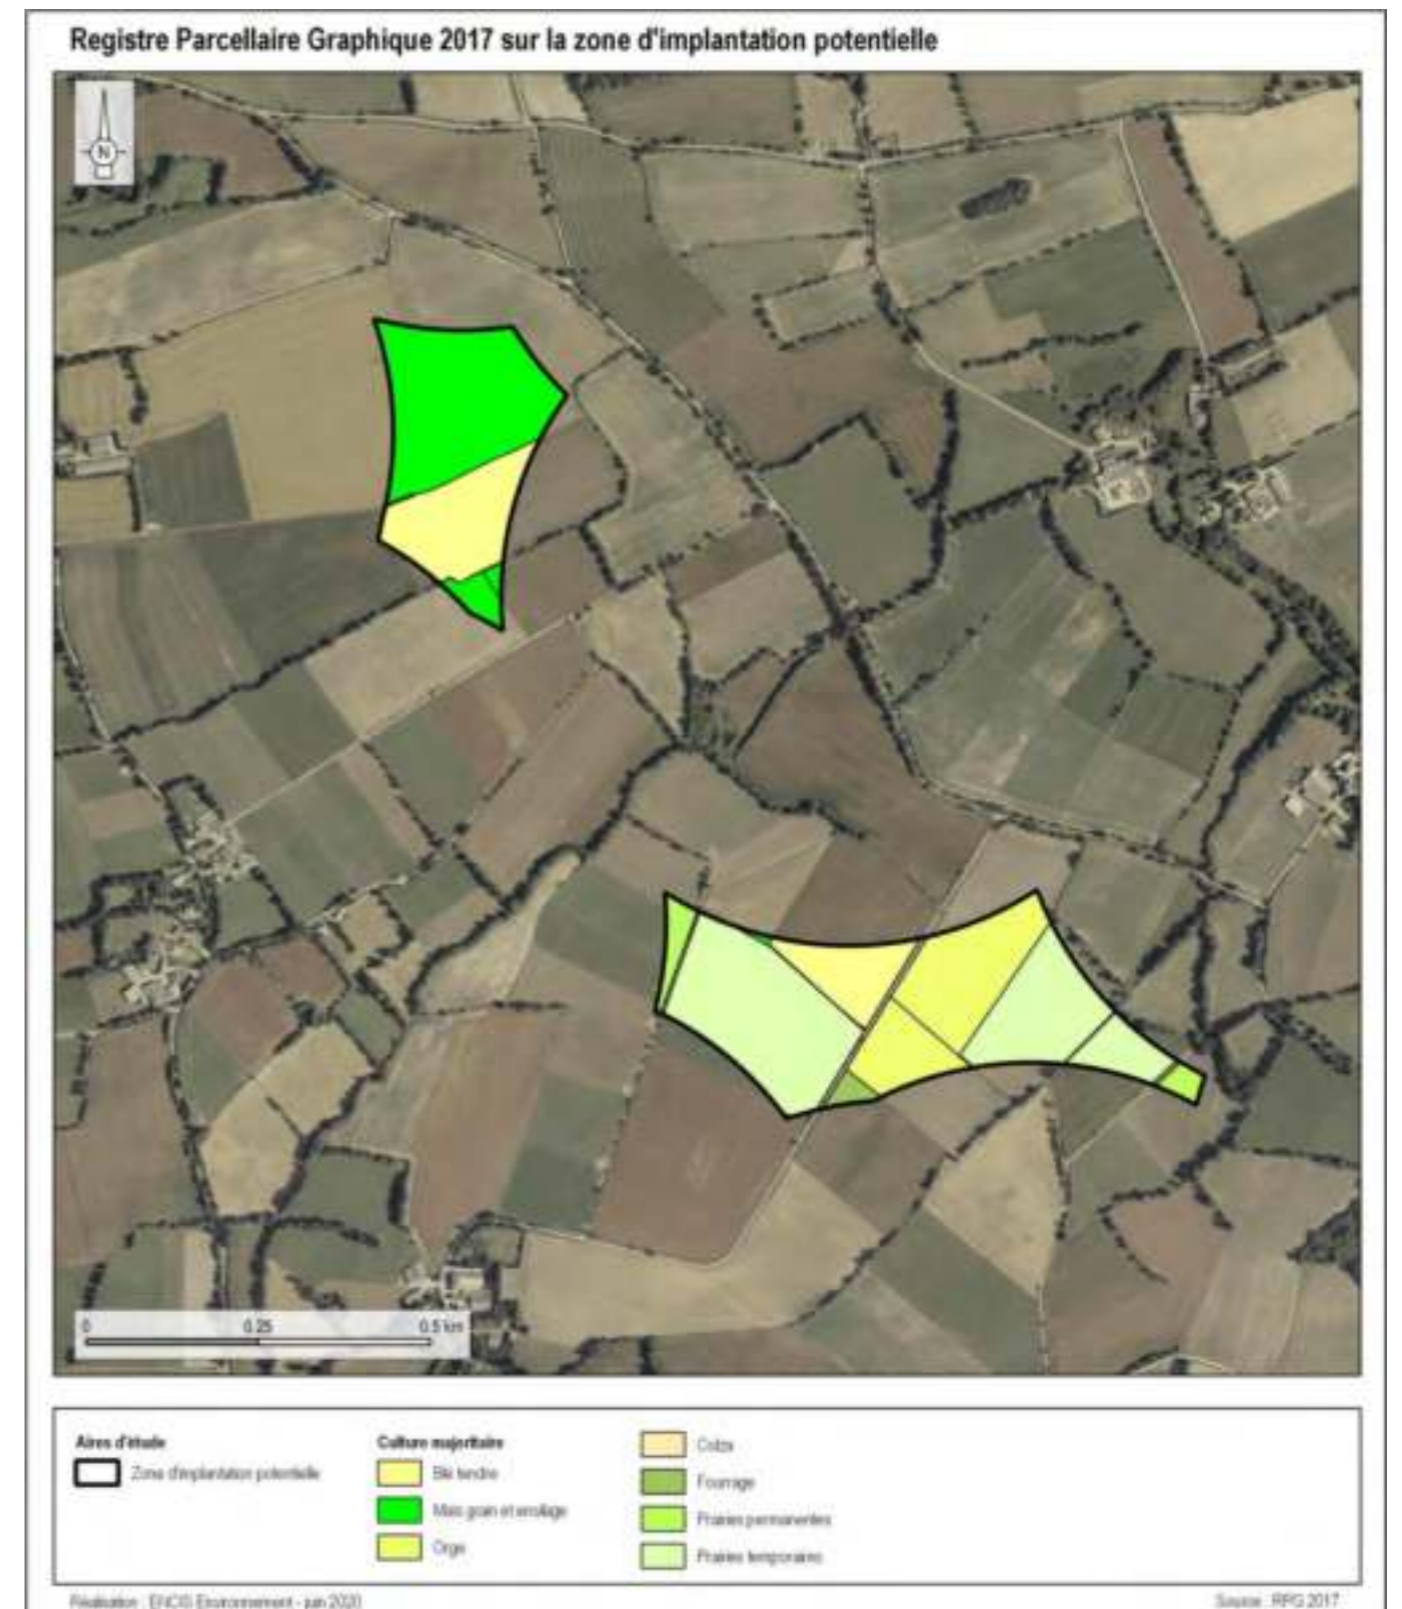 Registre Parcellaire Graphique 2017 sur la zone d'implantation potentielle
N
0 0.25 0.5 km
Aires d'étude
Zone d'implantation potentielle
Culture majoritaire
Blé tendre
Maïs grain et ensilage
Orge
Colza
Fourrage
Prairies permanentes
Prairies temporaires
Réalisation : ENCIS Environnement - juin 2020
Source : RPG 2017